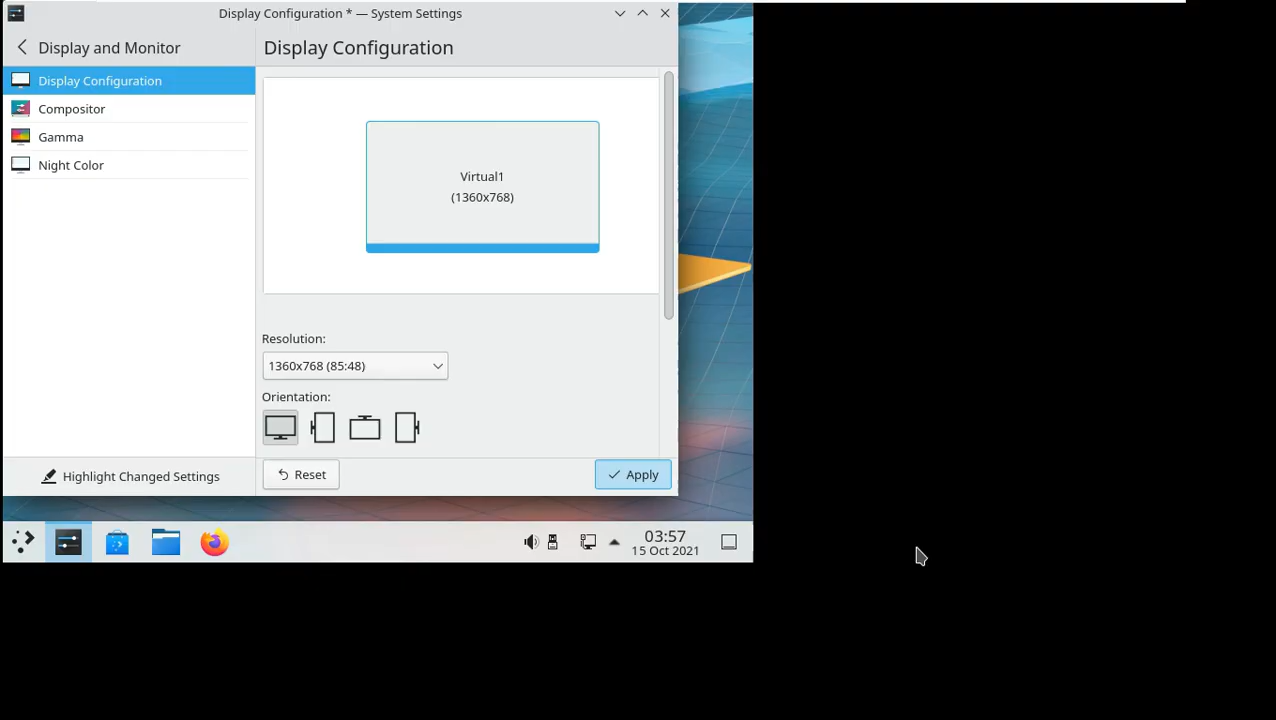 Display Configuration * — System Settings
Display and Monitor
Display Configuration
Display Configuration
Compositor
Gamma
Night Color
Virtual1
(1360x768)
Resolution:
1360x768 (85:48)
Orientation:
Highlight Changed Settings
Reset
Apply
03:57
15 Oct 2021